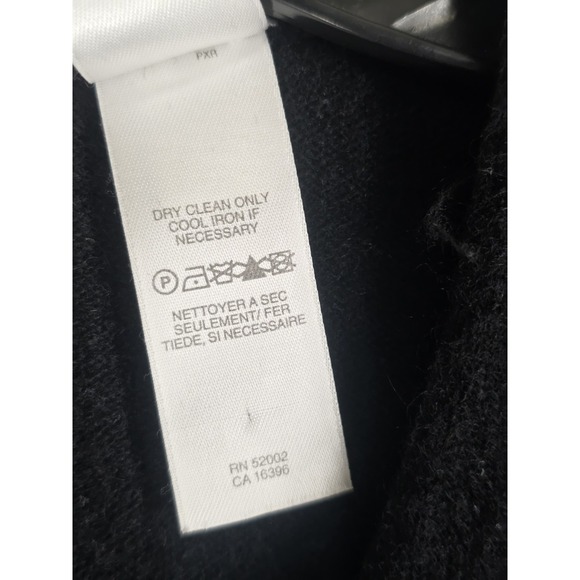 PXR
DRY CLEAN ONLY
COOL IRON IF
NECESSARY
P
NETTOYER A SEC
SEULEMENT/ FER
TIEDE, SI NECESSAIRE
RN 52002
CA 16396